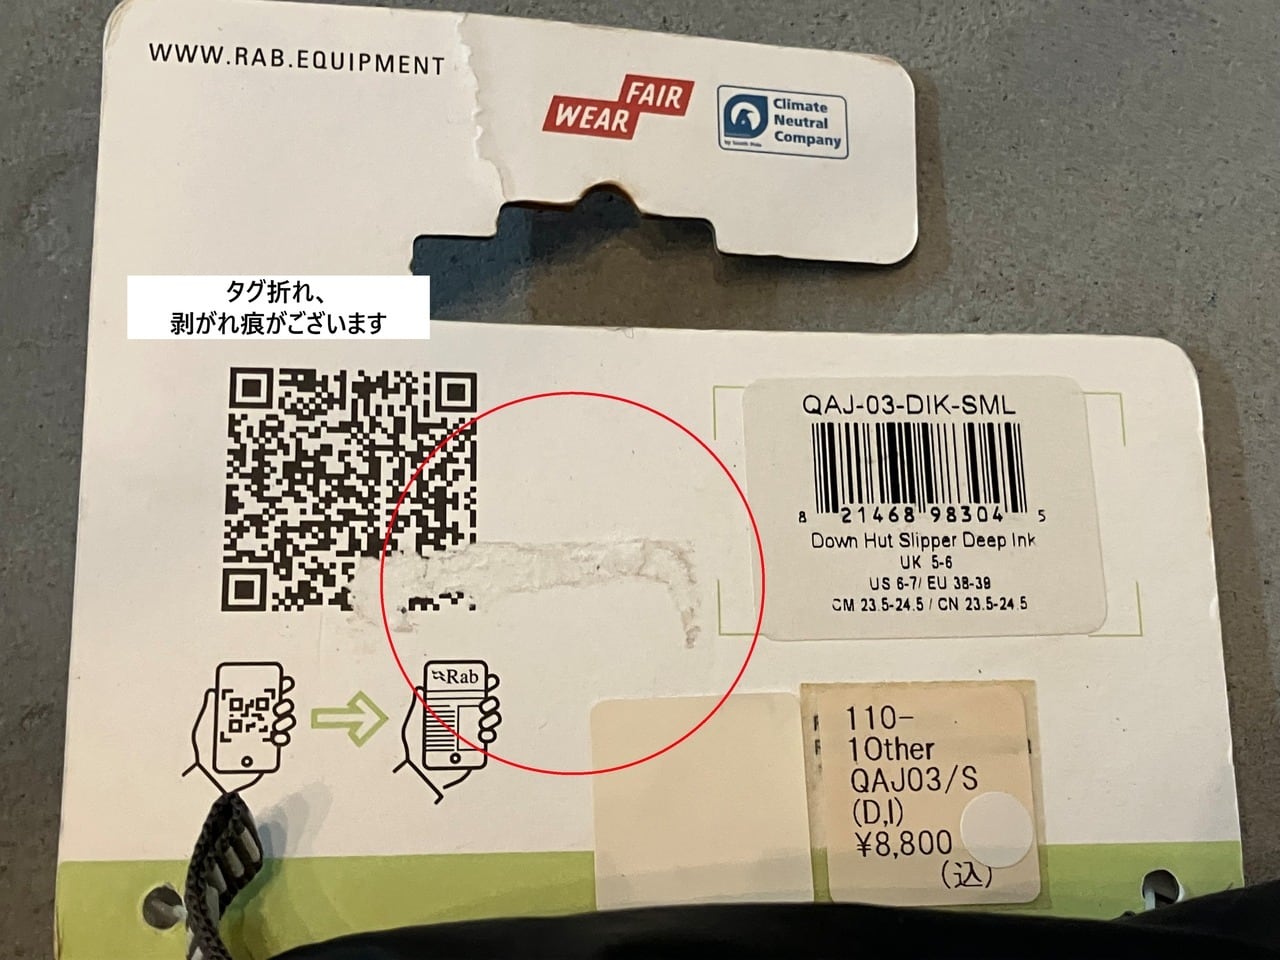 WWW.RAB.EQUIPMENT
FAIR
WEAR
Climate
Neutral
Company
by South Pole
タグ折れ、
剥がれ痕がございます
QAJ-03-DIK-SML
8 21468 98304 5
Down Hut Slipper Deep Ink
UK 5-6
US 6-7/ EU 38-39
CM 23.5-24.5 / CN 23.5-24.5
Rab
110-
1Other
QAJ03/S
(D,I)
¥8,800
(込)